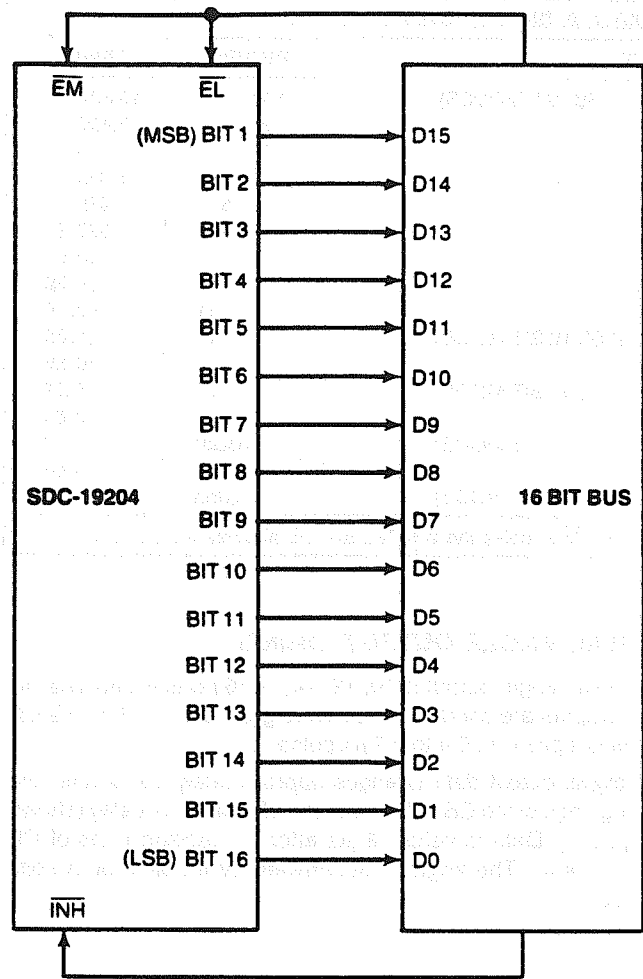 EM EL
(MSB) BIT 1 D15
BIT 2 D14
BIT 3 D13
BIT 4 D12
BIT 5 D11
BIT 6 D10
BIT 7 D9
BIT 8 D8
SDC-19204 16 BIT BUS
BIT 9 D7
BIT 10 D6
BIT 11 D5
BIT 12 D4
BIT 13 D3
BIT 14 D2
BIT 15 D1
(LSB) BIT 16 D0
INH